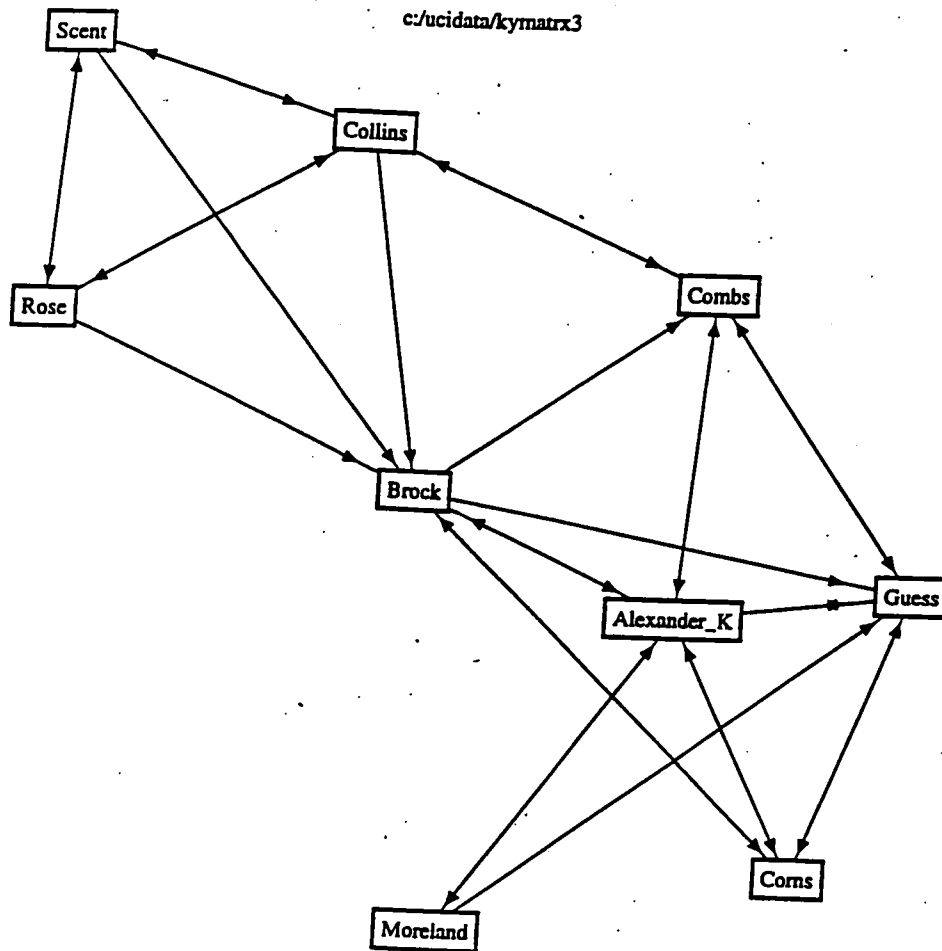 c:/ucidata/kymatrx3
Scent
Collins
Rose
Combs
Brock
Guess
Alexander_K
Corns
Moreland